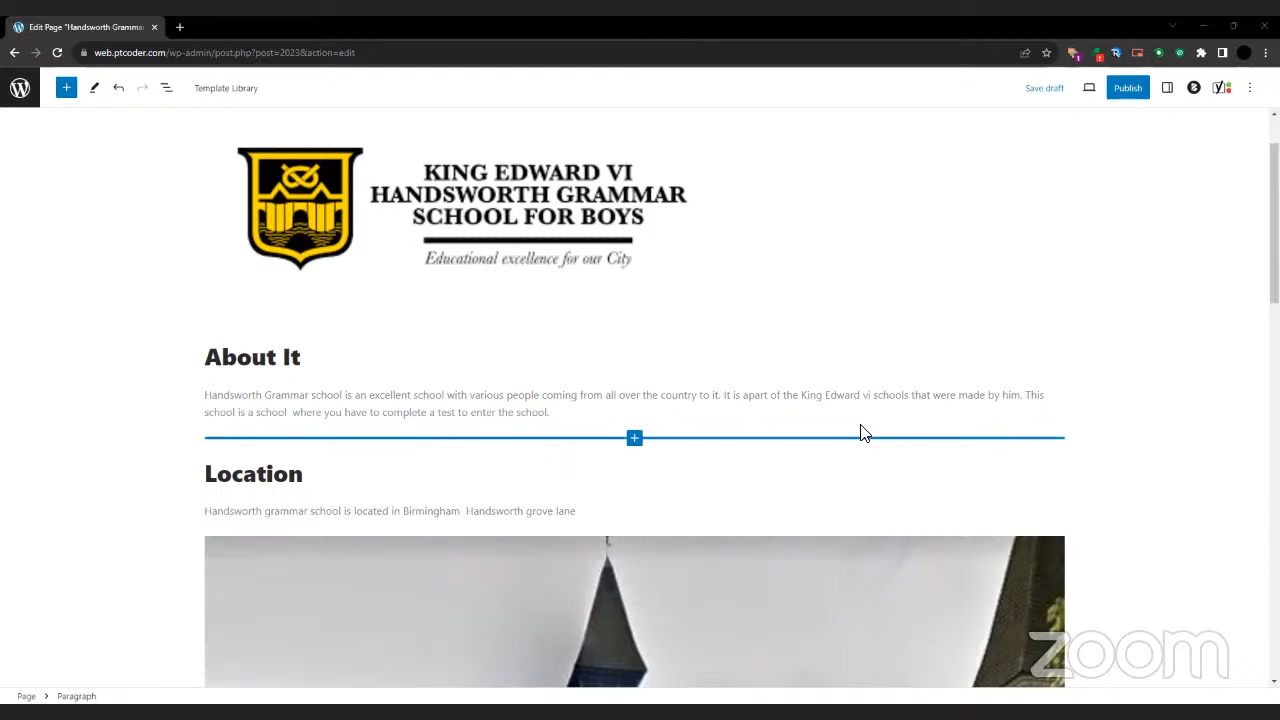 Edit Page "Handsworth Gramma
web.ptcoder.com/wp-admin/post.php?post=2023&action=edit
Template Library
Save draft
Publish
KING EDWARD VI
HANDSWORTH GRAMMAR
SCHOOL FOR BOYS
Educational excellence for our City
About It
Handsworth Grammar school is an excellent school with various people coming from all over the country to it. It is apart of the King Edward vi schools that were made by him. This
school is a school  where you have to complete a test to enter the school.
Location
Handsworth grammar school is located in Birmingham  Handsworth grove lane
zoom
Page
Paragraph